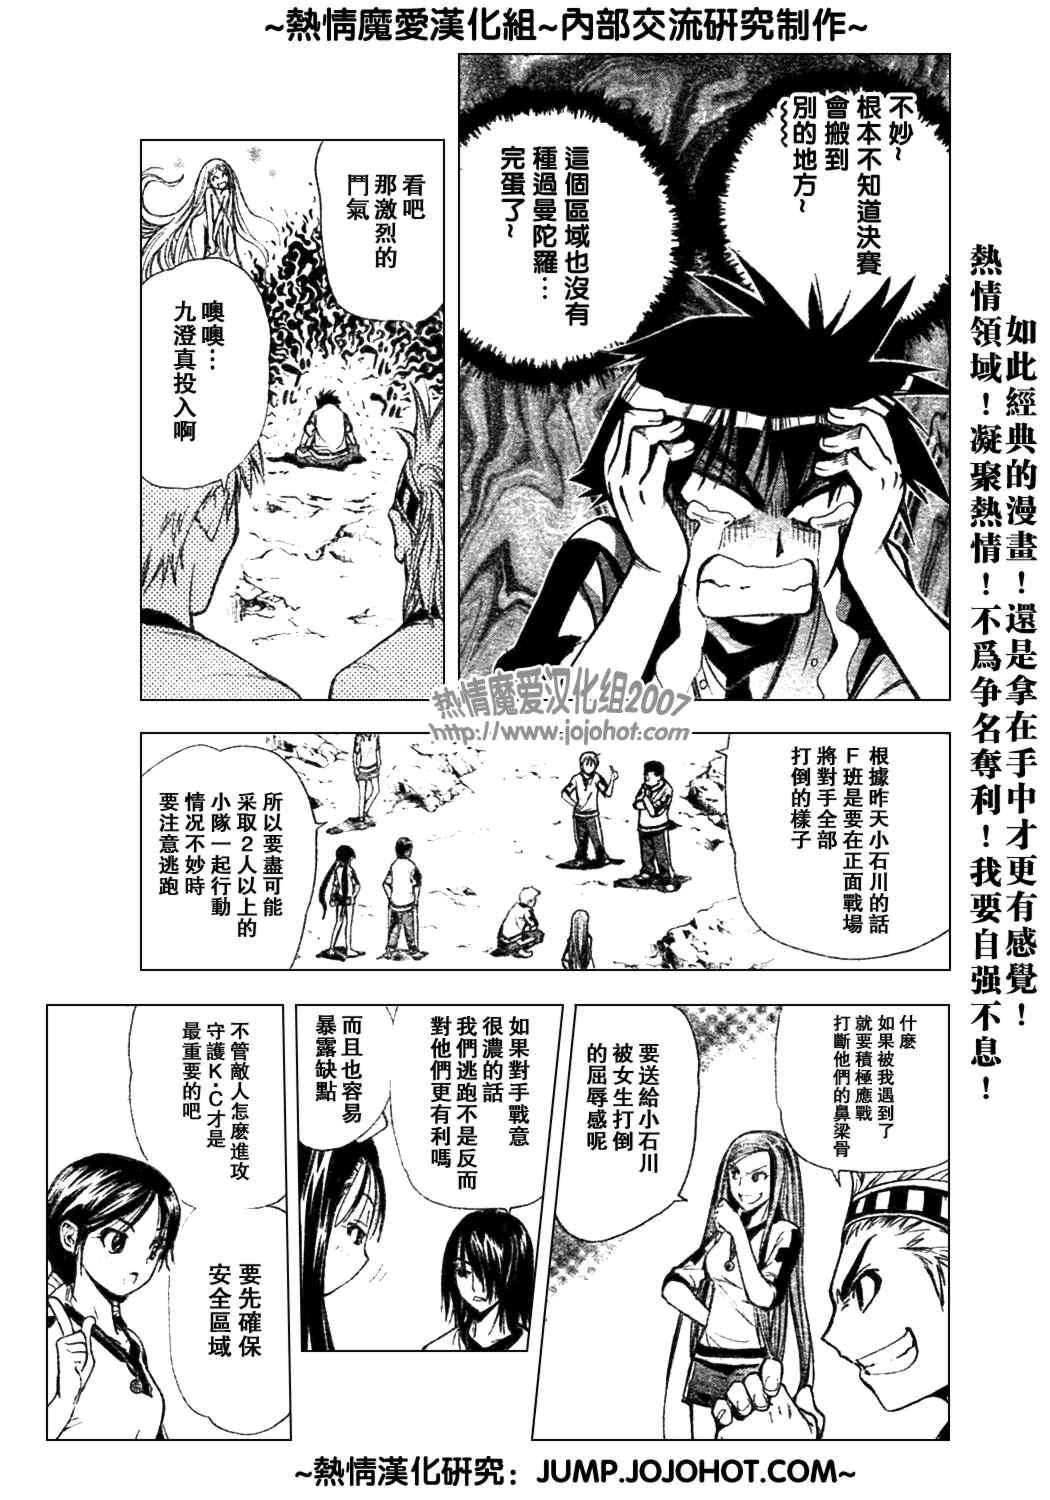 ~熱情魔愛漢化組~內部交流研究制作~
不妙~
根本不知道決賽
會搬到
別的地方~
這個區域也沒有
種過曼陀羅…
完蛋了~
看吧
那激烈的
鬥氣
噢噢…
九澄真投入啊
如此經典的漫畫！還是拿在手中才更有感覺！
熱情領域！凝聚熱情！不爲争名奪利！我要自强不息！
热情魔爱汉化组2007
http://www.jojohot.com
根據昨天小石川的話
F班是要在正面戰場
將對手全部
打倒的樣子
所以要盡可能
采取2人以上的
小隊一起行動
情况不妙時
要注意逃跑
什麽
如果被我遇到了
就要積極應戰
打斷他們的鼻梁骨
要送給小石川
被女生打倒
的屈辱感呢
如果對手戰意
很濃的話
我們逃跑不是反而
對他們更有利嗎
而且也容易
暴露缺點
不管敵人怎麽進攻
守護K·C才是
最重要的吧
要先確保
安全區域
~熱情漢化研究：JUMP.JOJOHOT.COM~